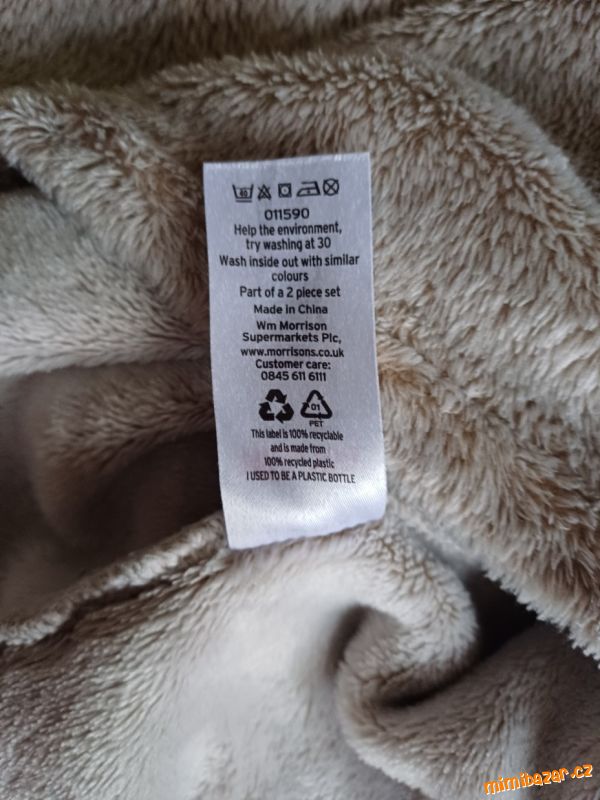 40
011590
Help the environment,
try washing at 30
Wash inside out with similar
colours
Part of a 2 piece set
Made in China
Wm Morrison
Supermarkets Plc,
www.morrisons.co.uk
Customer care:
0845 611 6111
01
PET
This label is 100% recyclable
and is made from
100% recycled plastic
I USED TO BE A PLASTIC BOTTLE
mimibazar.cz